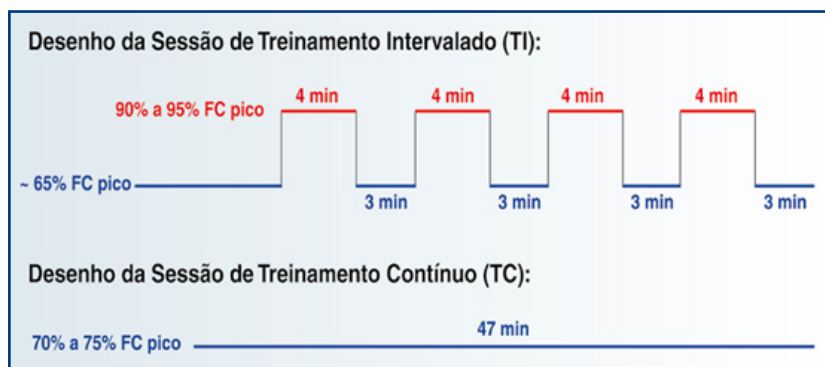 Desenho da Sessão de Treinamento Intervalado (TI):
4 min 4 min 4 min 4 min
90% a 95% FC pico
~ 65% FC pico
3 min 3 min 3 min 3 min
Desenho da Sessão de Treinamento Contínuo (TC):
47 min
70% a 75% FC pico